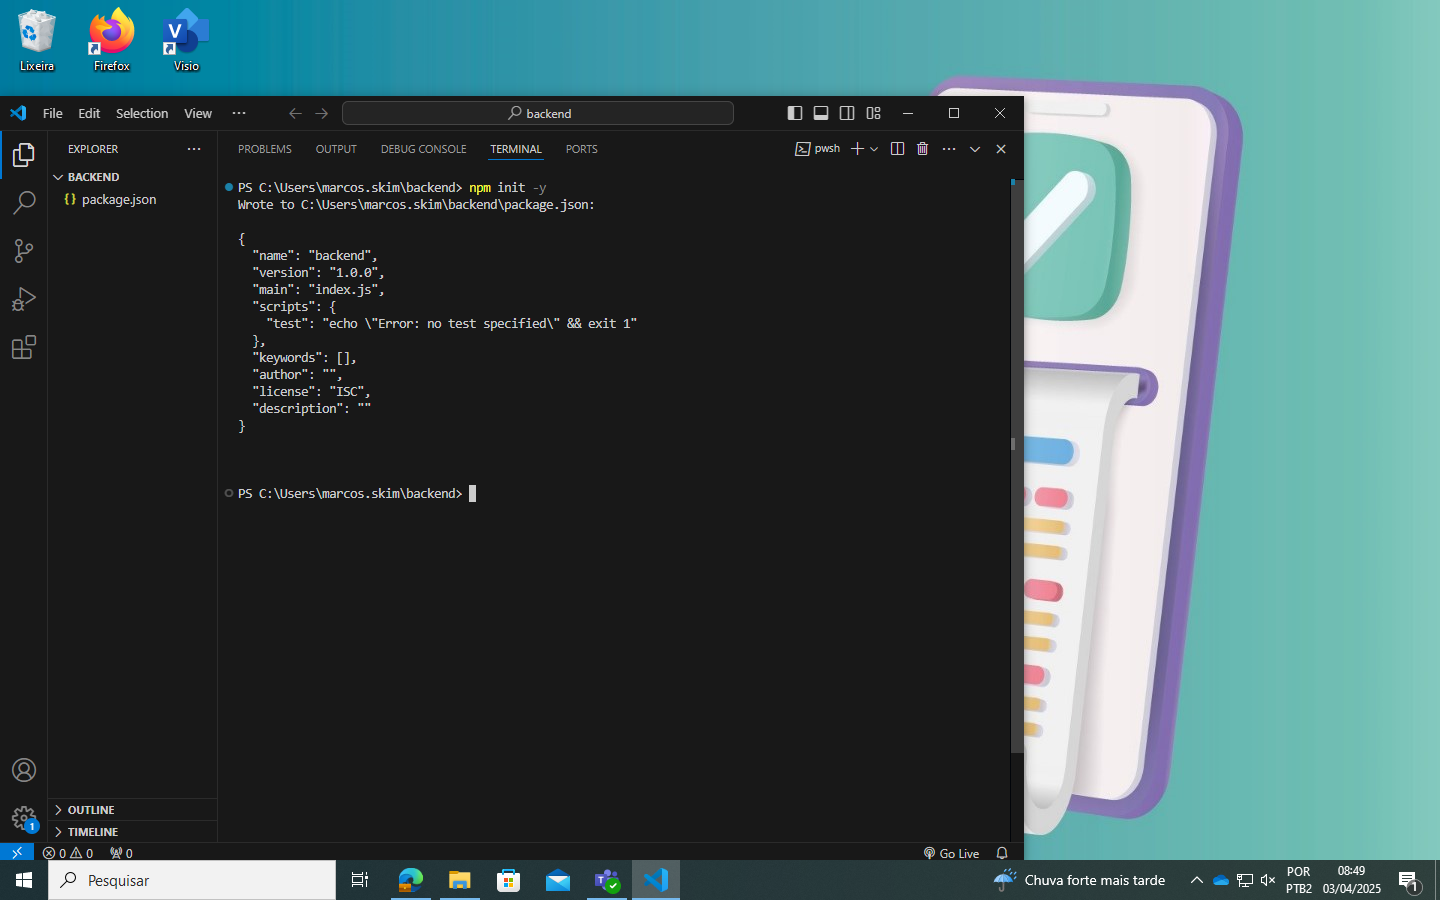 Lixeira
Firefox
Visio
File Edit Selection View
backend
EXPLORER
PROBLEMS OUTPUT DEBUG CONSOLE TERMINAL PORTS
pwsh
BACKEND
{} package.json
PS C:\Users\marcos.skim\backend> npm init -y
Wrote to C:\Users\marcos.skim\backend\package.json:
{
"name": "backend",
"version": "1.0.0",
"main": "index.js",
"scripts": {
"test": "echo \"Error: no test specified\" && exit 1"
},
"keywords": [],
"author": "",
"license": "ISC",
"description": ""
}
PS C:\Users\marcos.skim\backend>
1
OUTLINE
TIMELINE
0 0 0
Go Live
Pesquisar
Chuva forte mais tarde
POR
PTB2
08:49
03/04/2025
1